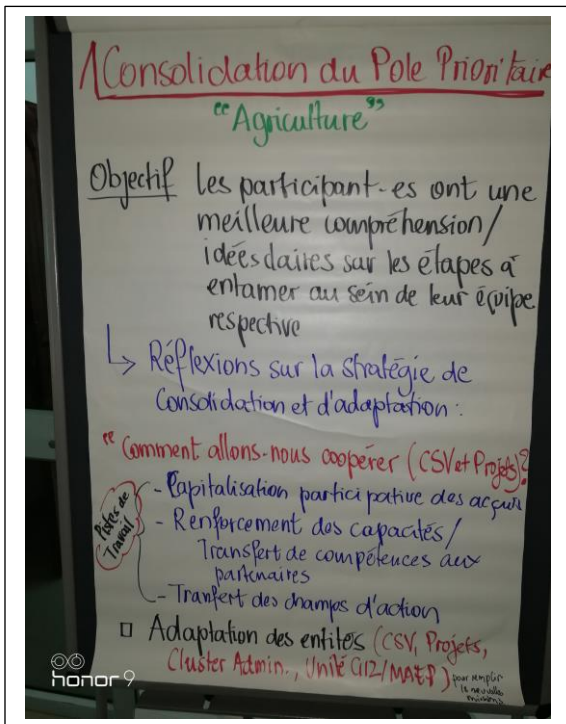 1 Consolidation du Pole Prioritaire
"Agriculture"
Objectif les participant-es ont une
meilleure compréhension/
idées claires sur les étapes à
entamer au sein de leur équipe
respective
↳ Réflexions sur la stratégie de
Consolidation et d'adaptation :
"Comment allons-nous coopérer (CSV et Projets)?
Pistes de
Travail
- Capitalisation participative des acquis
- Renforcement des capacités/
Transfert de compétences aux
partenaires
- Tranfert des champs d'action
□ Adaptation des entités (CSV, Projets,
Cluster Admin., Unité GIZ/MAEP)
pour remplir
les nouvelles
missions
honor 9